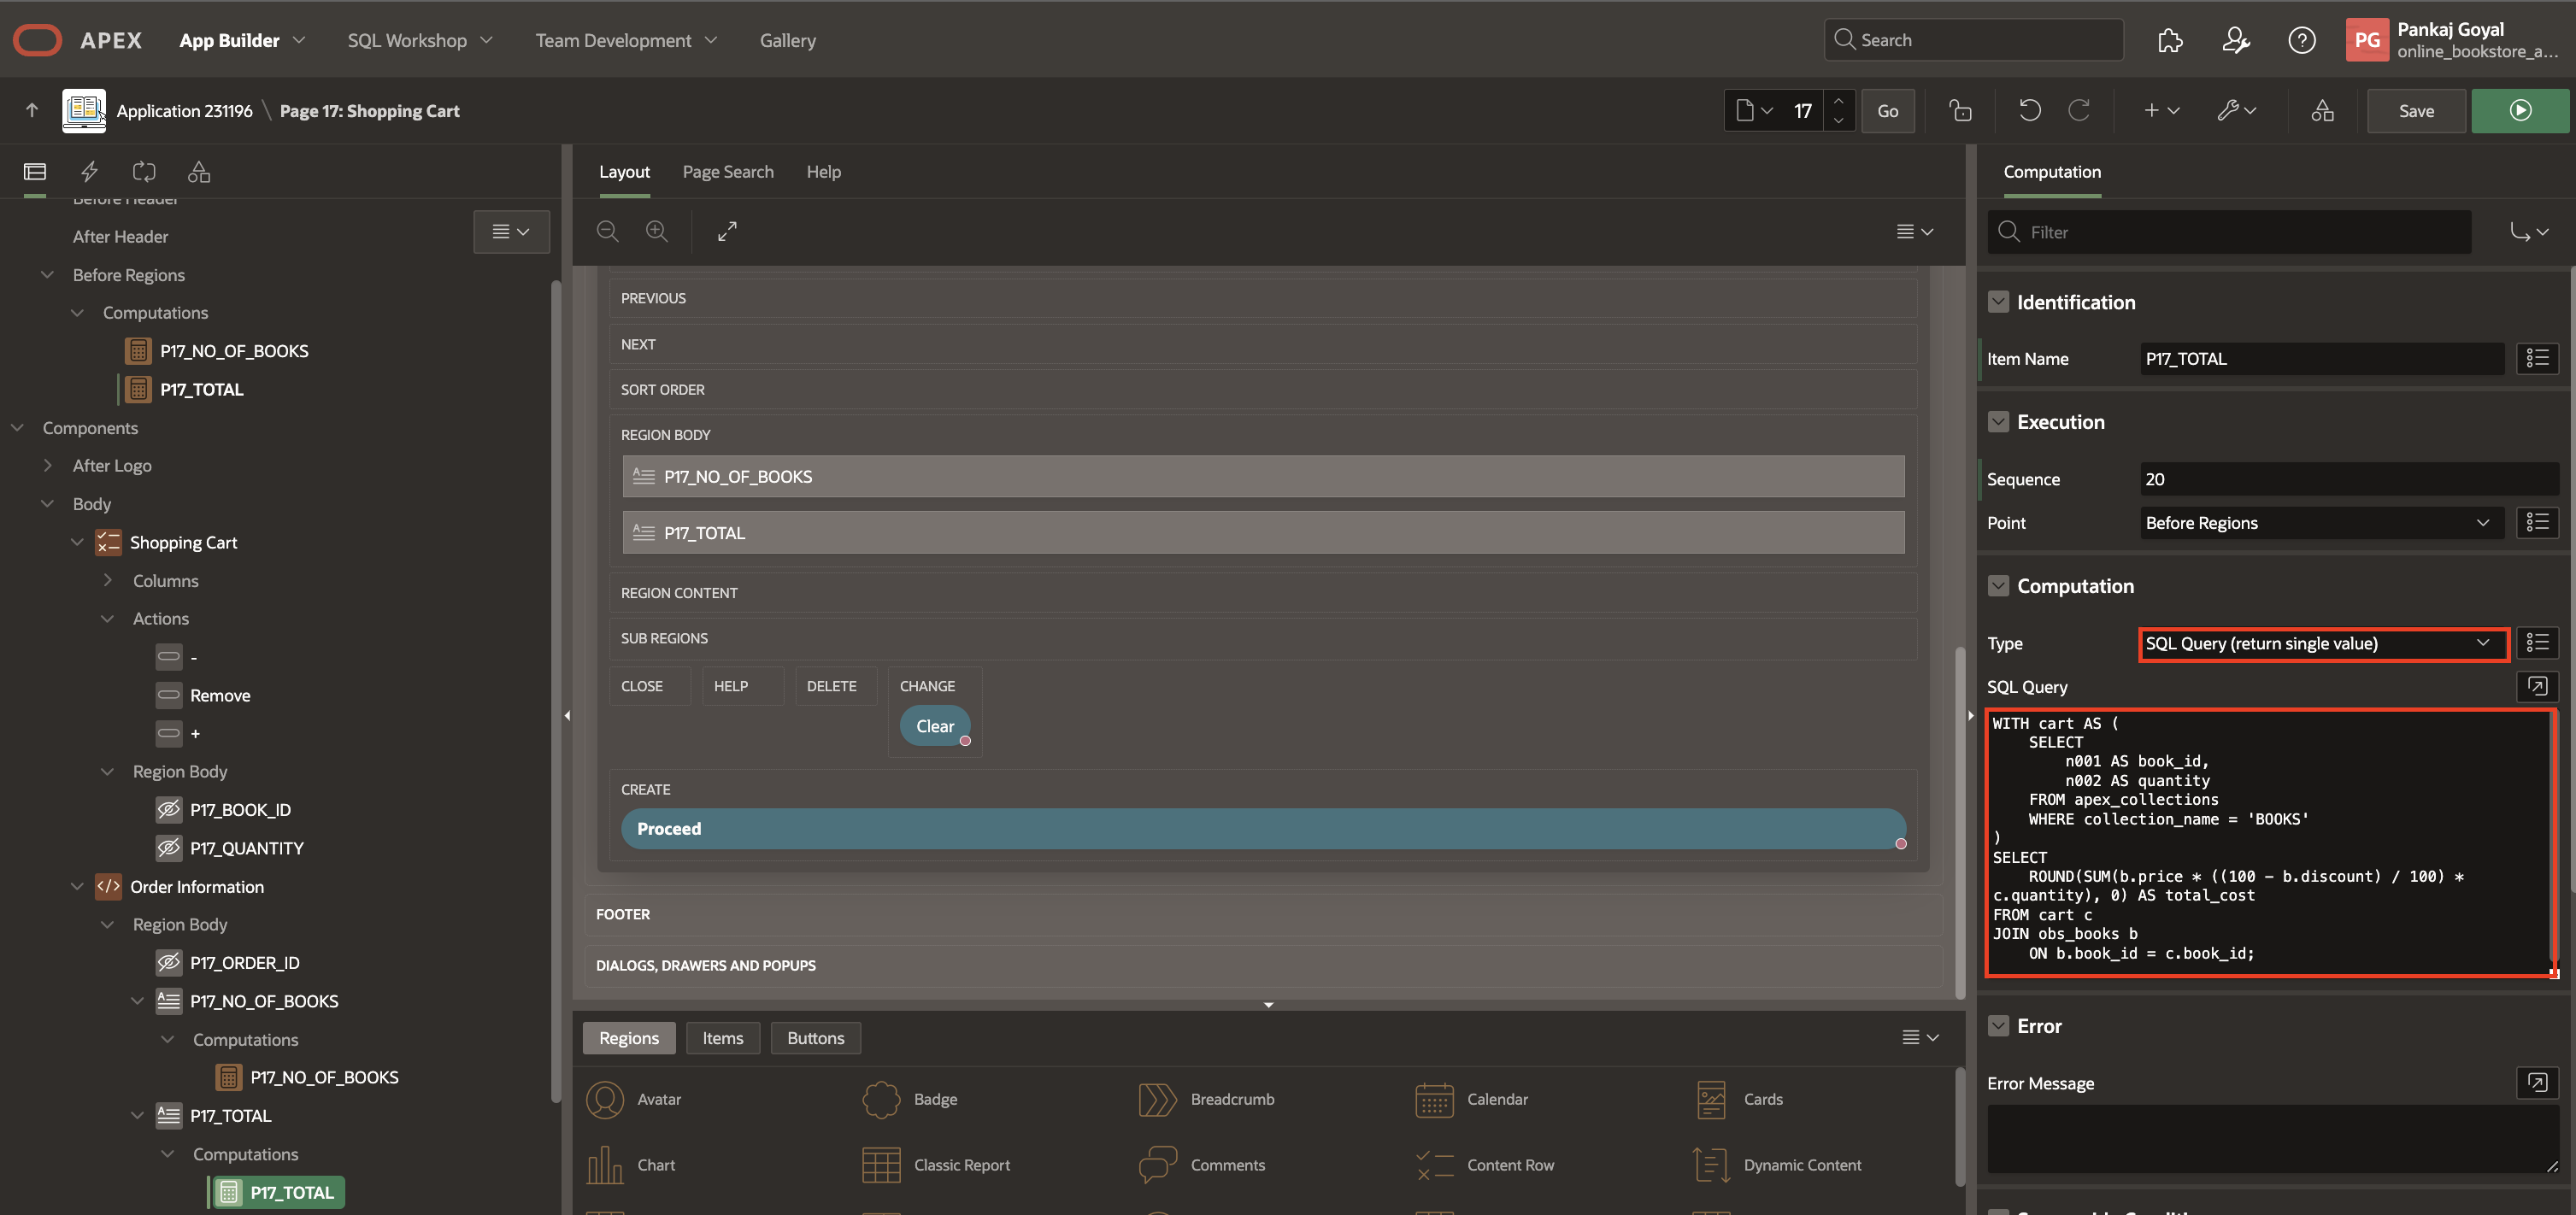 APEX App Builder SQL Workshop Team Development Gallery Search PG Pankaj Goyal
online_bookstore_a...
Application 231196 \ Page 17: Shopping Cart 17 Go Save
Before Header
After Header
Before Regions
Computations
P17_NO_OF_BOOKS
P17_TOTAL
Components
After Logo
Body
Shopping Cart
Columns
Actions
-
Remove
+
Region Body
P17_BOOK_ID
P17_QUANTITY
Order Information
Region Body
P17_ORDER_ID
P17_NO_OF_BOOKS
Computations
P17_NO_OF_BOOKS
P17_TOTAL
Computations
P17_TOTAL
Layout Page Search Help
PREVIOUS
NEXT
SORT ORDER
REGION BODY
P17_NO_OF_BOOKS
P17_TOTAL
REGION CONTENT
SUB REGIONS
CLOSE HELP DELETE CHANGE
Clear
CREATE
Proceed
FOOTER
DIALOGS, DRAWERS AND POPUPS
Regions Items Buttons
Avatar Badge Breadcrumb Calendar Cards
Chart Classic Report Comments Content Row Dynamic Content
Computation
Filter
Identification
Item Name P17_TOTAL
Execution
Sequence 20
Point Before Regions
Computation
Type SQL Query (return single value)
SQL Query
WITH cart AS (
SELECT
n001 AS book_id,
n002 AS quantity
FROM apex_collections
WHERE collection_name = 'BOOKS'
)
SELECT
ROUND(SUM(b.price * ((100 - b.discount) / 100) *
c.quantity), 0) AS total_cost
FROM cart c
JOIN obs_books b
ON b.book_id = c.book_id;
Error
Error Message